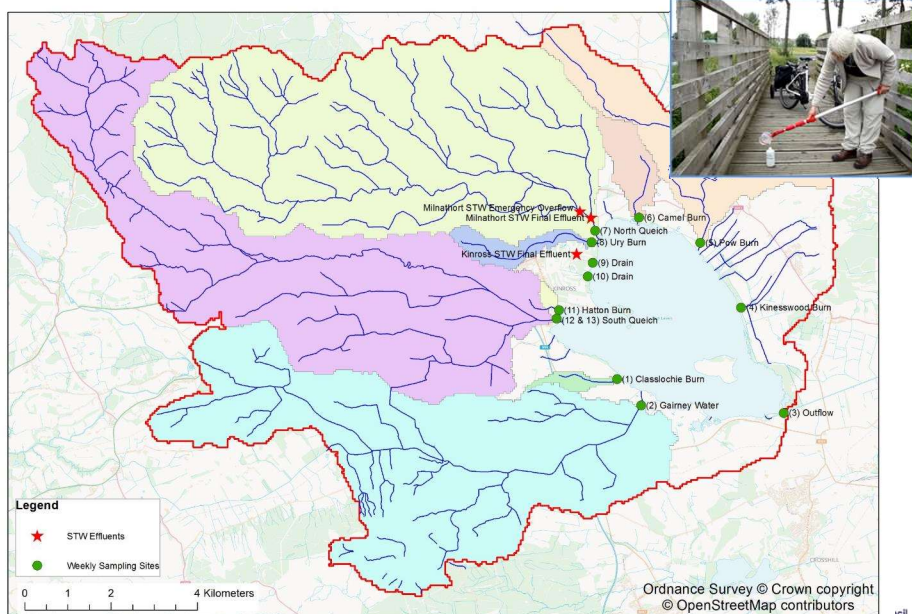 Milnathort STW Emergency Overflow
Milnathort STW Final Effluent
(7) North Queich
(8) Ury Burn
Kinross STW Final Effluent
(9) Drain
(10) Drain
(6) Camel Burn
(5) Pow Burn
(4) Kinesswood Burn
KINROSS
(11) Hatton Burn
(12 & 13) South Queich
(1) Classlochie Burn
(2) Gairney Water
(3) Outflow
Legend
STW Effluents
Weekly Sampling Sites
0 1 2 4 Kilometers
CROSSHILL
Ordnance Survey © Crown copyright
© OpenStreetMap contributors